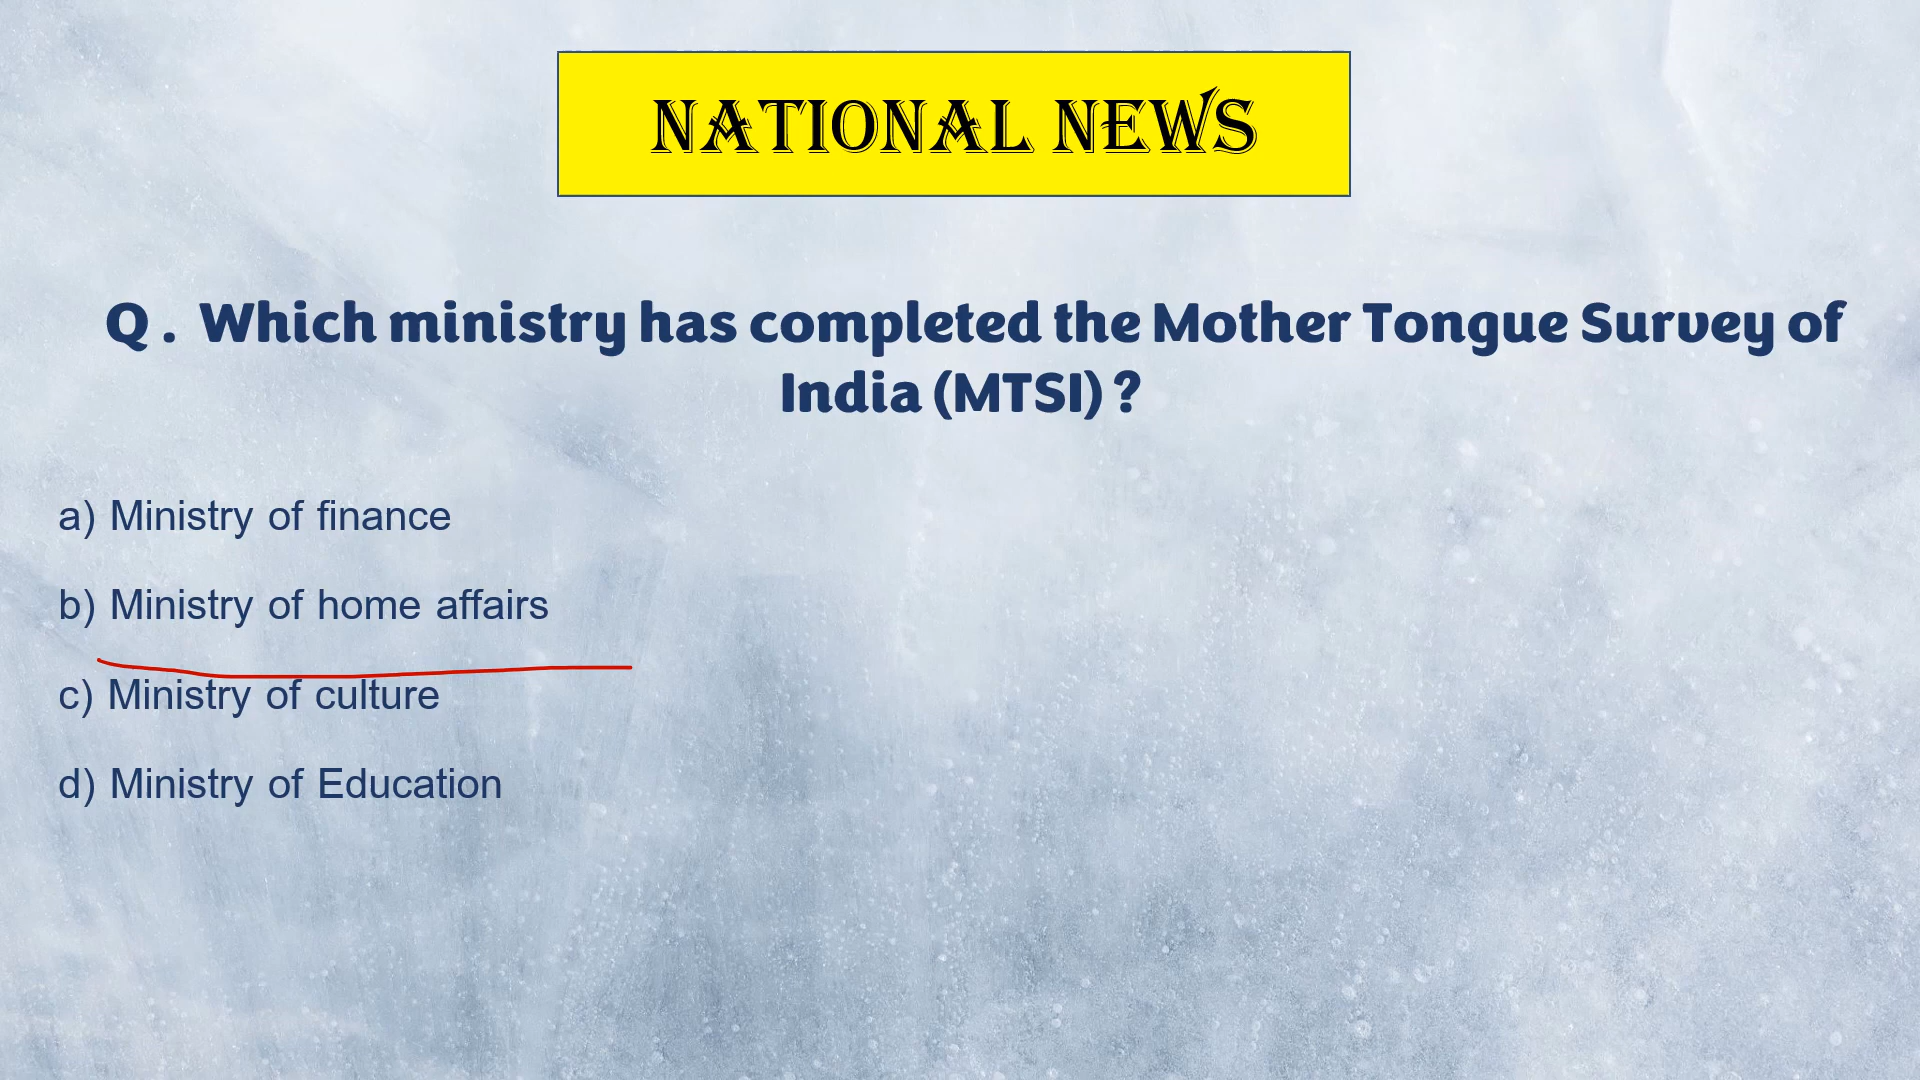 NATIONAL NEWS
Q . Which ministry has completed the Mother Tongue Survey of
India (MTSI) ?
a) Ministry of finance
b) Ministry of home affairs
c) Ministry of culture
d) Ministry of Education